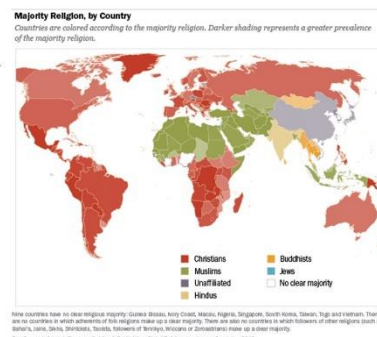 Majority Religion, by Country
Countries are colored according to the majority religion. Darker shading represents a greater prevalence
of the majority religion.
Christians
Muslims
Unaffiliated
Hindus
Buddhists
Jews
No clear majority
Nine countries have no clear religious majority: Guinea Bissau, Ivory Coast, Macau, Nigeria, Singapore, South Korea, Taiwan, Togo and Vietnam. There
are no countries in which adherents of folk religions make up a clear majority. There are also no countries in which followers of other religions (such
Baha'is, Jains, Sikhs, Shintoists, Taoists, followers of Tenrikyo, Wiccans or Zoroastrians) make up a clear majority.